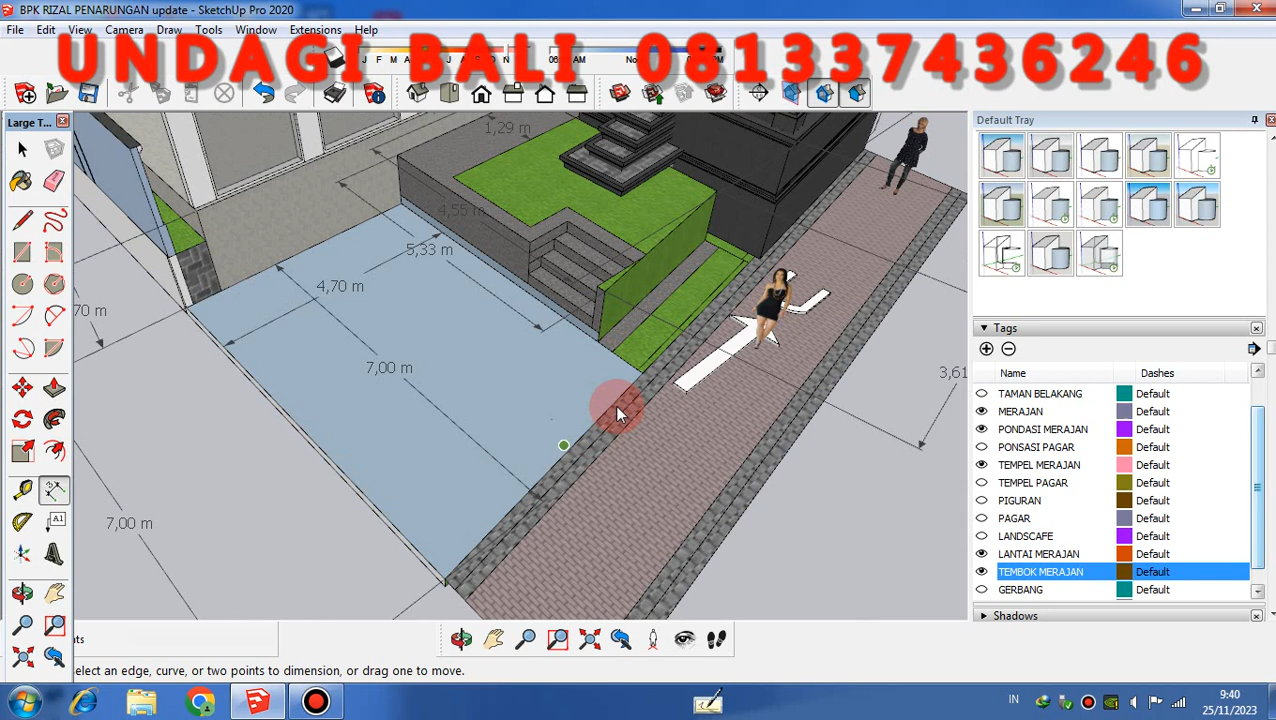 BPK RIZAL PENARUNGAN update - SketchUp Pro 2020
File Edit View Camera Draw Tools Window Extensions Help
UNDAGI BALI 081337436246
J F M A M J
Large T...
Default Tray
1,29 m
4,55 m
5,33 m
4,70 m
70 m
7,00 m
3,61
7,00 m
Tags
Name Dashes
TAMAN BELAKANG Default
MERAJAN Default
PONDASI MERAJAN Default
PONSASI PAGAR Default
TEMPEL MERAJAN Default
TEMPEL PAGAR Default
PIGURAN Default
PAGAR Default
LANDSCAFE Default
LANTAI MERAJAN Default
TEMBOK MERAJAN Default
GERBANG Default
Shadows
A1
nts
elect an edge, curve, or two points to dimension, or drag one to move.
IN
9:40
25/11/2023